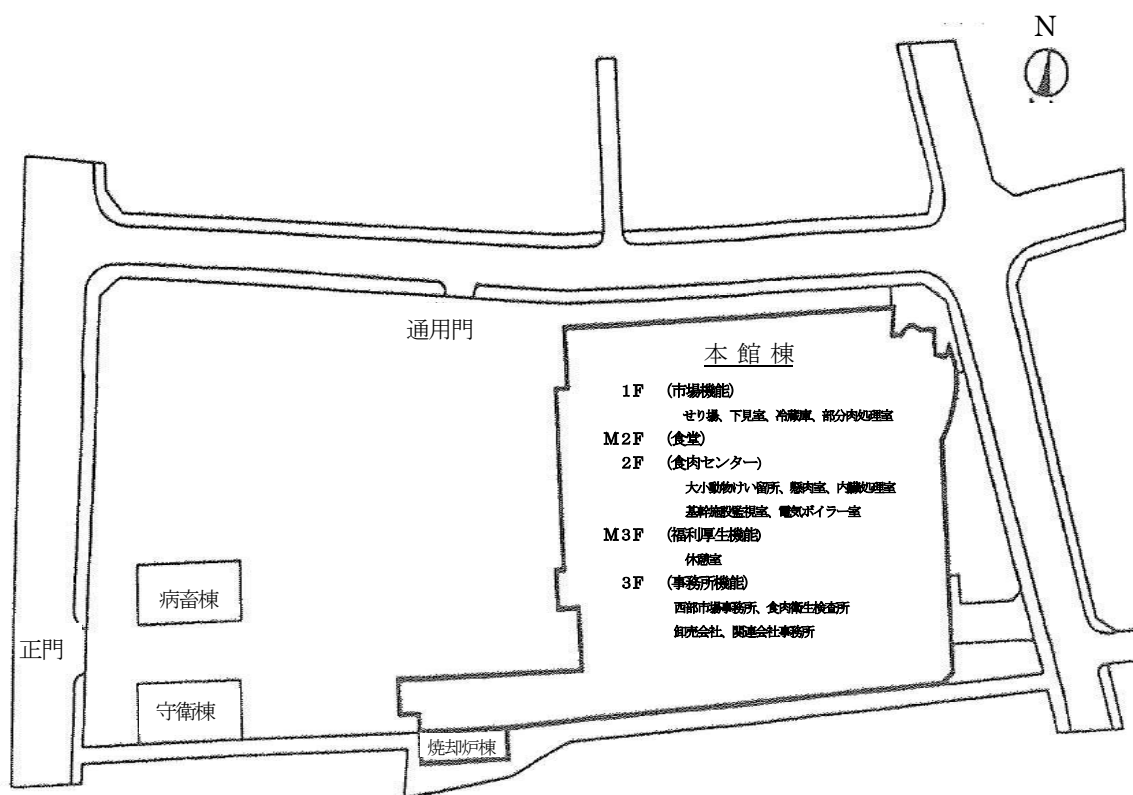 N
通用門
本館棟
1F (市場機能)
せり場、下見室、冷蔵庫、部分肉処理室
M2F (食堂)
2F (食肉センター)
大小動物けい留所、懸肉室、内臓処理室
基幹施設監視室、電気ボイラー室
M3F (福利厚生機能)
休憩室
3F (事務所機能)
西部市場事務所、食肉衛生検査所
卸売会社、関連会社事務所
病畜棟
正門
守衛棟
焼却炉棟